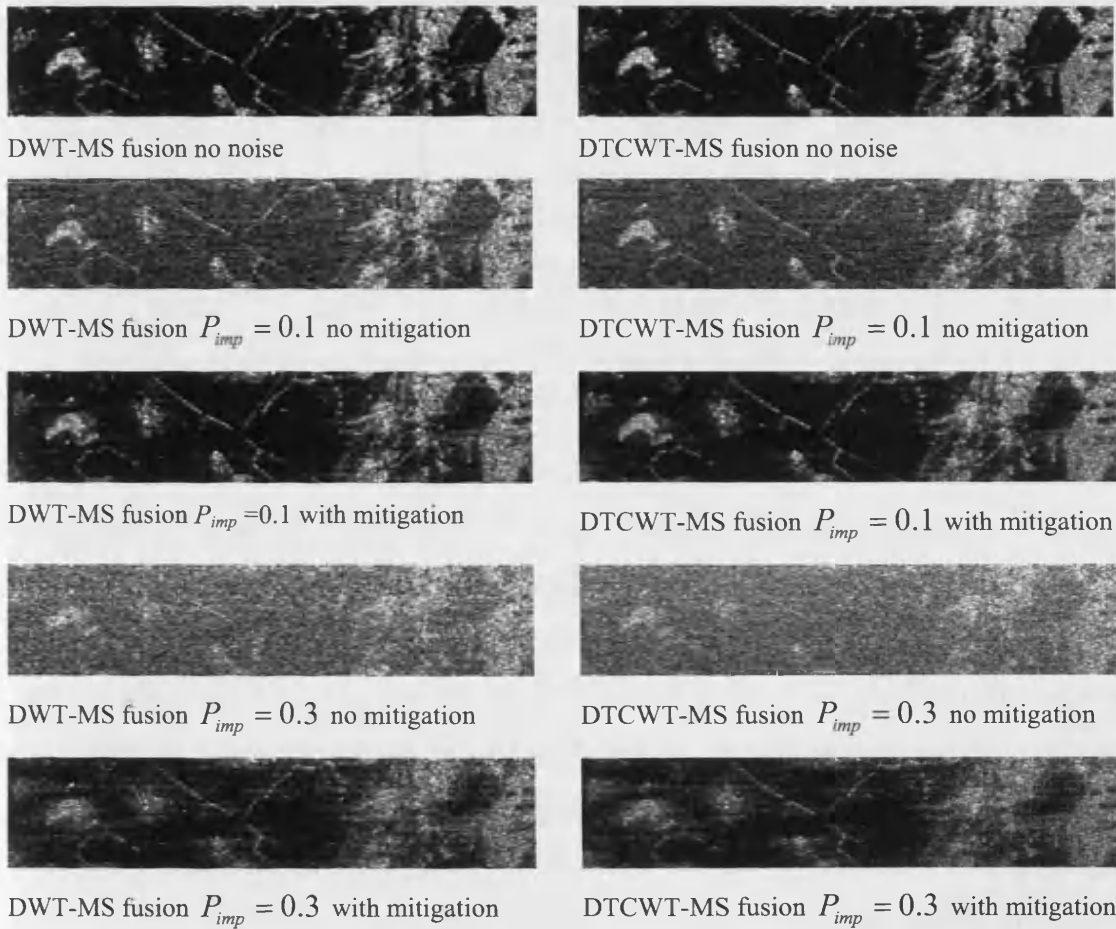 DWT-MS fusion no noise
DTCWT-MS fusion no noise
DWT-MS fusion P_imp = 0.1 no mitigation
DTCWT-MS fusion P_imp = 0.1 no mitigation
DWT-MS fusion P_imp =0.1 with mitigation
DTCWT-MS fusion P_imp = 0.1 with mitigation
DWT-MS fusion P_imp = 0.3 no mitigation
DTCWT-MS fusion P_imp = 0.3 no mitigation
DWT-MS fusion P_imp = 0.3 with mitigation
DTCWT-MS fusion P_imp = 0.3 with mitigation